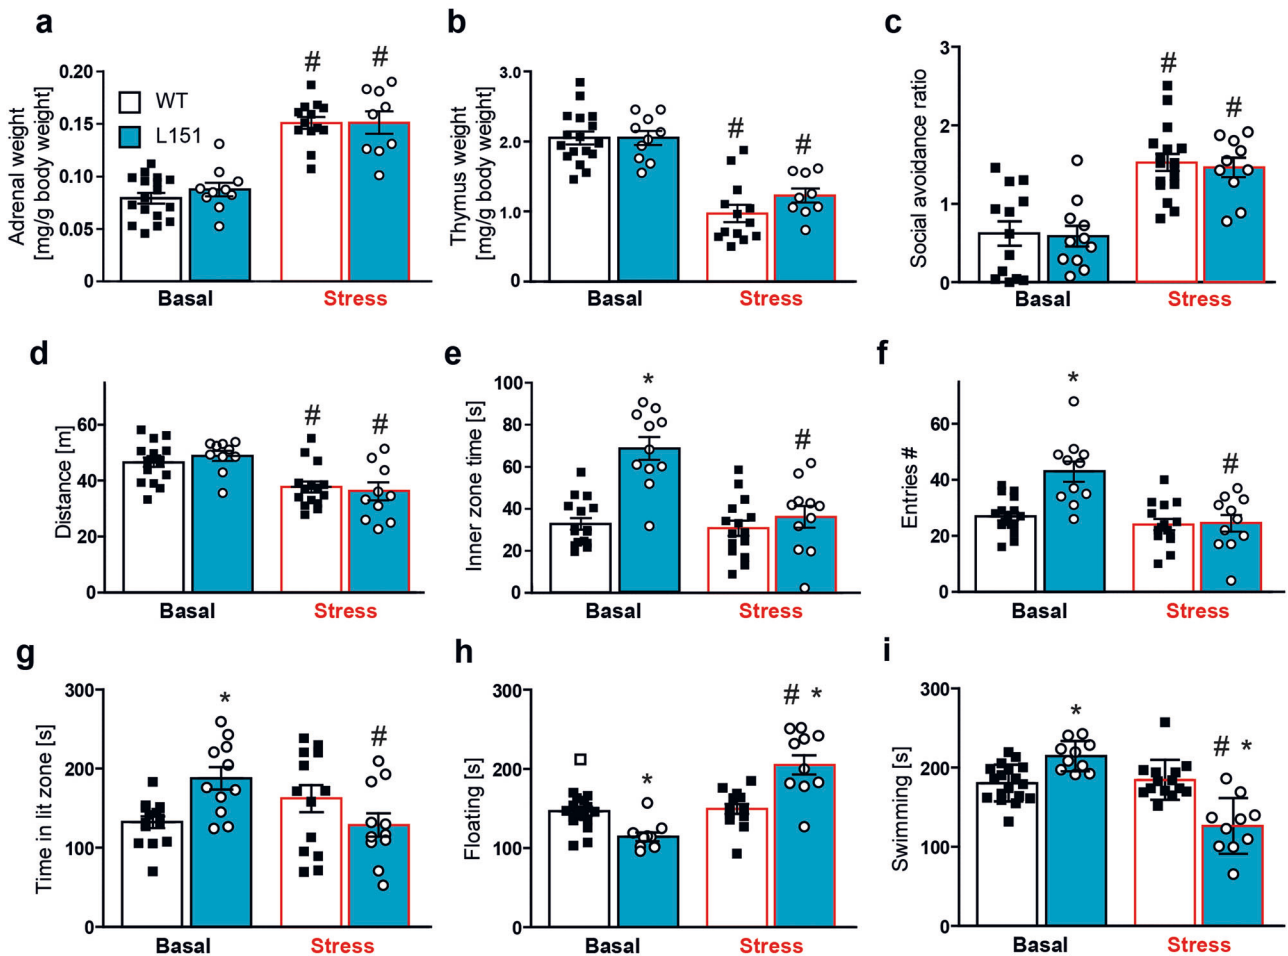 a
Adrenal weight
[mg/g body weight]
0.20
0.15
0.10
0.05
0
WT
L151
#
#
Basal
Stress
b
Thymus weight
[mg/g body weight]
3.0
2.0
1.0
0
#
#
Basal
Stress
c
Social avoidance ratio
3
2
1
0
#
#
Basal
Stress
d
Distance [m]
60
40
20
0
#
#
Basal
Stress
e
Inner zone time [s]
100
80
60
40
20
0
*
#
Basal
Stress
f
Entries #
60
40
20
0
*
#
Basal
Stress
g
Time in lit zone [s]
300
200
100
0
*
#
Basal
Stress
h
Floating [s]
300
200
100
0
*
# *
Basal
Stress
i
Swimming [s]
300
200
100
0
*
# *
Basal
Stress